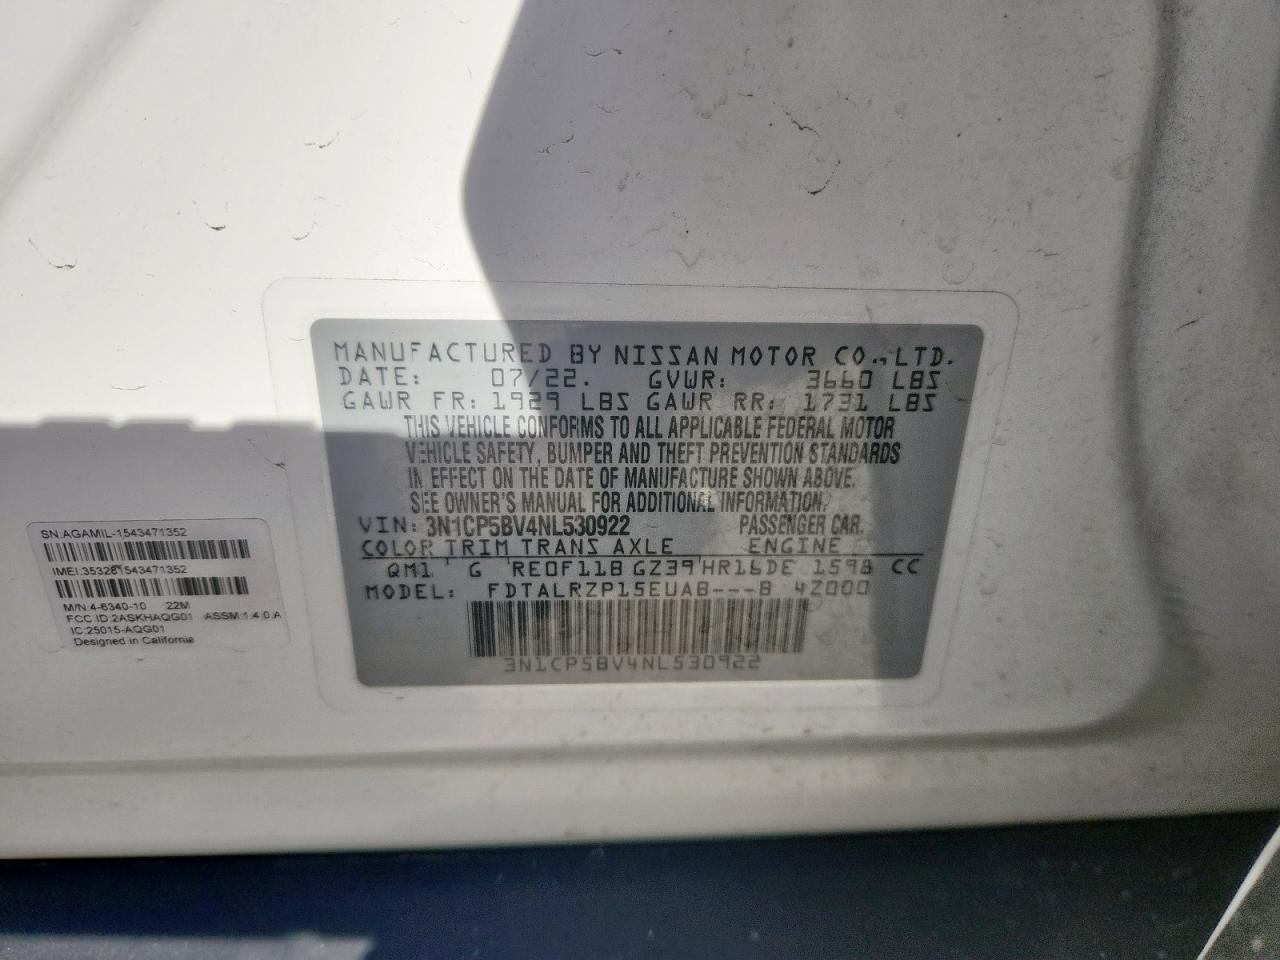 MANUFACTURED BY NISSAN MOTOR CO., LTD.
DATE: 07/22. GVWR: 3660 LBS
GAWR FR: 1929 LBS GAWR RR: 1731 LBS
THIS VEHICLE CONFORMS TO ALL APPLICABLE FEDERAL MOTOR
VEHICLE SAFETY, BUMPER AND THEFT PREVENTION STANDARDS
IN EFFECT ON THE DATE OF MANUFACTURE SHOWN ABOVE.
SEE OWNER'S MANUAL FOR ADDITIONAL INFORMATION.
VIN: 3N1CP5BV4NL530922 PASSENGER CAR.
COLOR TRIM TRANS AXLE ENGINE
QM1 G RE0F11B GZ39 HR16DE 1598 CC
MODEL: FDTALRZP15EUAB---B 4Z000
3N1CP5BV4NL530922
SN:AGAMIL-1543471352
IMEI:353281543471352
M/N 4-6340-10 22M
FCC ID:2ASKHAQG01 ASSM:1.4.0.A
IC:25015-AQG01
Designed in California